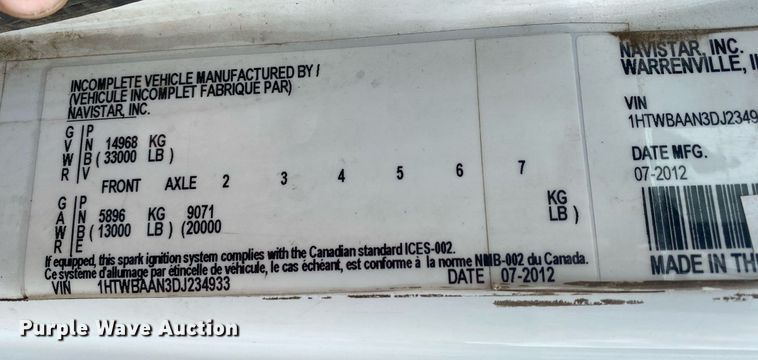 INCOMPLETE VEHICLE MANUFACTURED BY /
(VEHICULE INCOMPLET FABRIQUE PAR)
NAVISTAR, INC.
GVWR PNBV
14968 KG
(33000 LB)
FRONT AXLE 2 3 4 5 6 7
GAWR PNBE
5896 KG 9071 KG
(13000 LB) (20000 LB)
If equipped, this spark ignition system complies with the Canadian standard ICES-002.
Ce système d'allumage par étincelle de véhicule, le cas échéant, est conforme à la norme NMB-002 du Canada.
VIN 1HTWBAAN3DJ234933 DATE 07-2012
NAVISTAR, INC.
WARRENVILLE, I
VIN
1HTWBAAN3DJ2349
DATE MFG.
07-2012
MADE IN TH
Purple Wave Auction